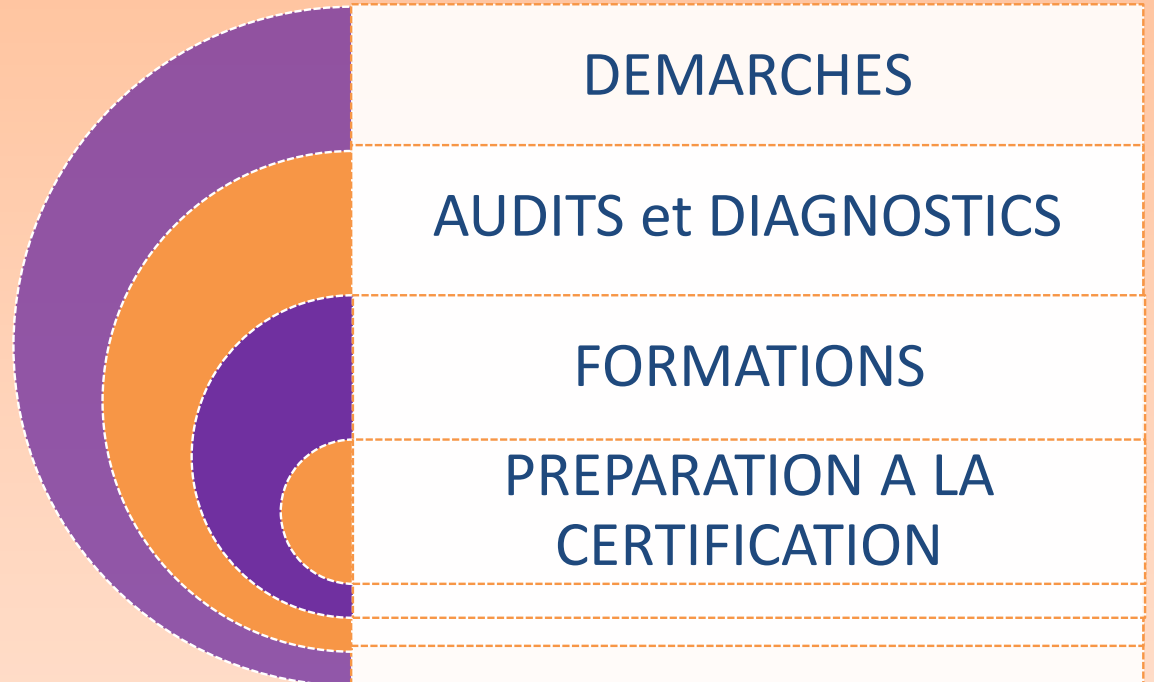 DEMARCHES
AUDITS et DIAGNOSTICS
FORMATIONS
PREPARATION A LA
CERTIFICATION